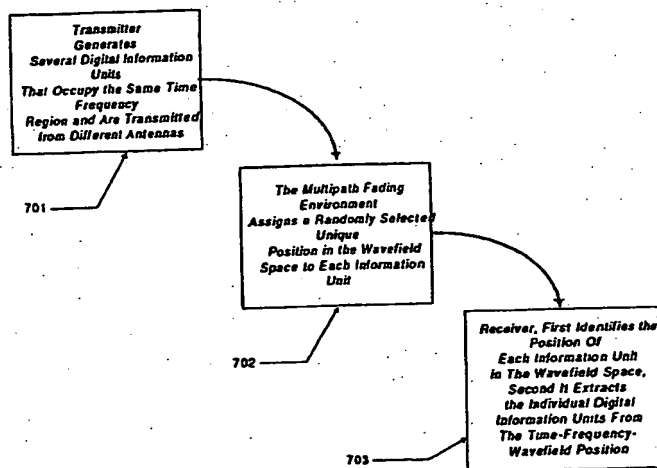 Transmitter
Generates
Several Digital Information
Units
That Occupy the Same Time
Frequency
Region and Are Transmitted
from Different Antennas
701
The Multipath Fading
Environment
Assigns a Randomly Selected
Unique
Position in the Wavefield
Space to Each Information
Unit
702
Receiver, First Identifies the
Position Of
Each Information Unit
in The Wavefield Space,
Second It Extracts
the Individual Digital
Information Units From
The Time-Frequency-
Wavefield Position
703